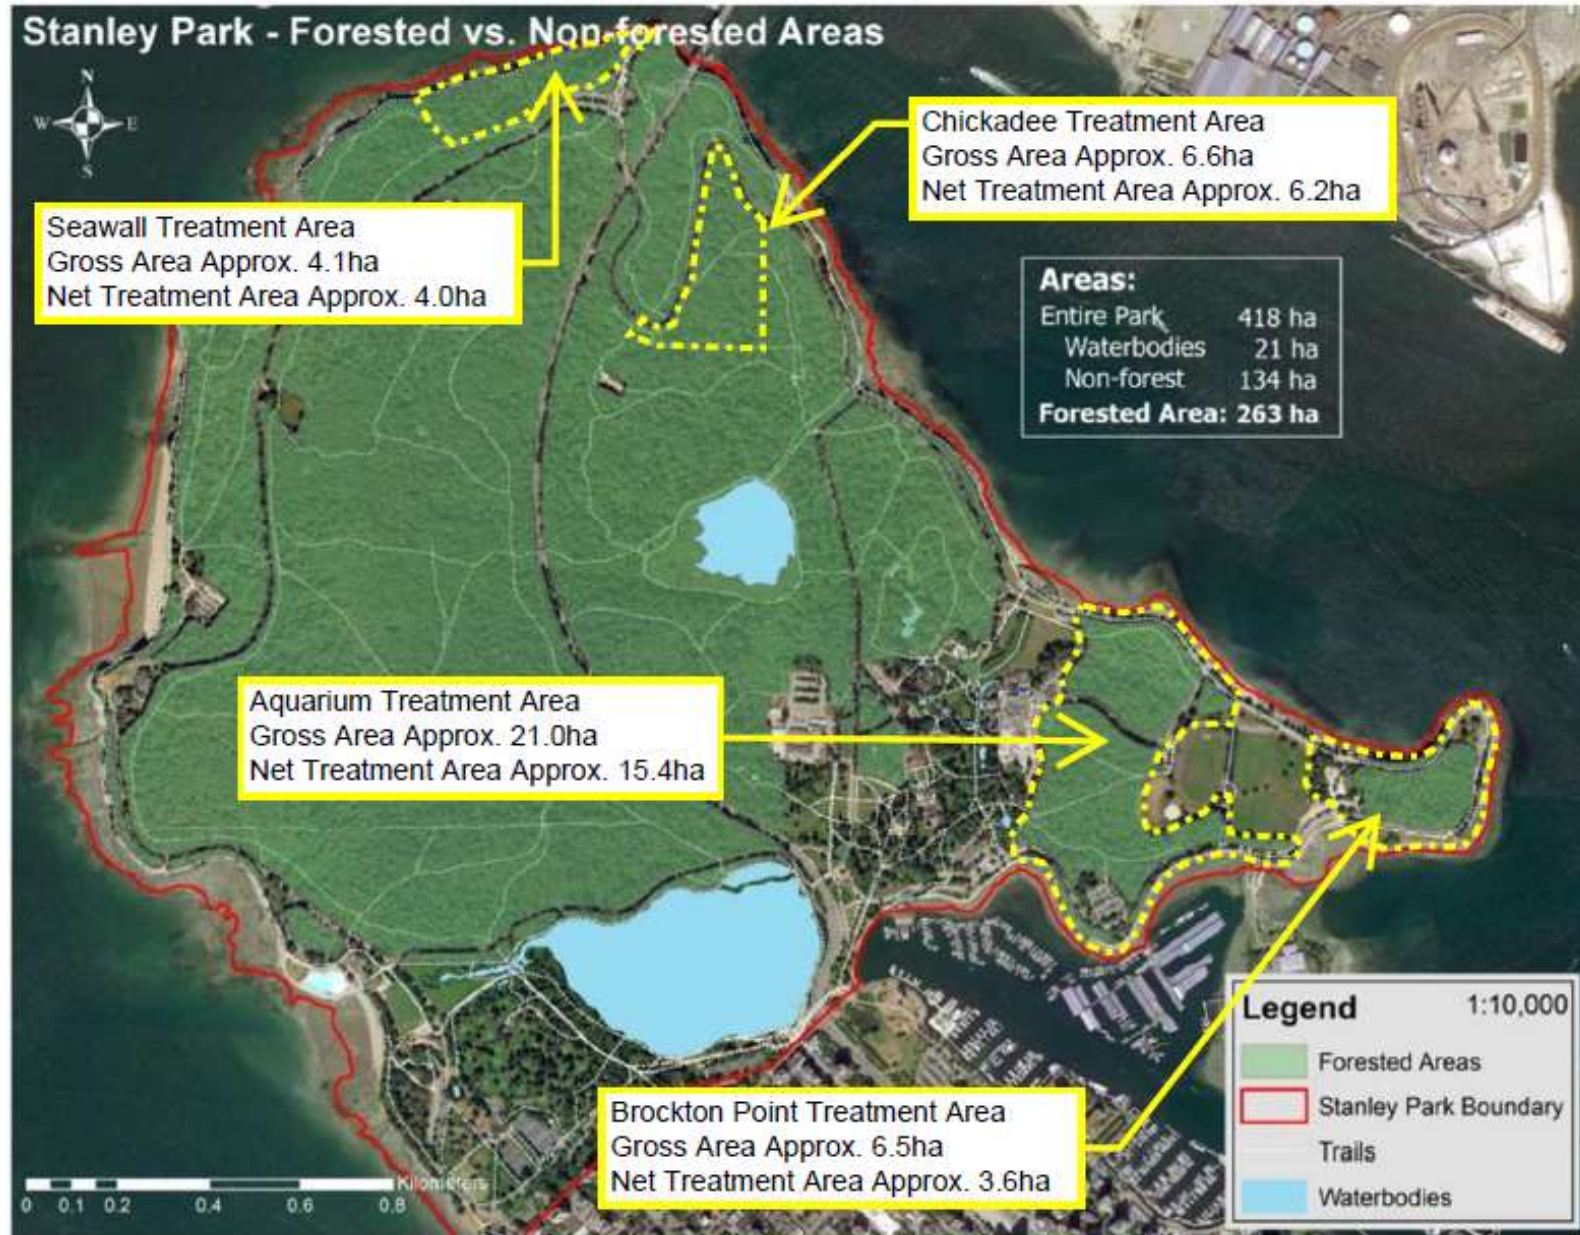 Stanley Park - Forested vs. Non-forested Areas
N
W E
S
Chickadee Treatment Area
Gross Area Approx. 6.6ha
Net Treatment Area Approx. 6.2ha
Seawall Treatment Area
Gross Area Approx. 4.1ha
Net Treatment Area Approx. 4.0ha
Areas:
Entire Park 418 ha
Waterbodies 21 ha
Non-forest 134 ha
Forested Area: 263 ha
Aquarium Treatment Area
Gross Area Approx. 21.0ha
Net Treatment Area Approx. 15.4ha
Brockton Point Treatment Area
Gross Area Approx. 6.5ha
Net Treatment Area Approx. 3.6ha
Legend 1:10,000
Forested Areas
Stanley Park Boundary
Trails
Waterbodies
Kilometers
0 0.1 0.2 0.4 0.6 0.8